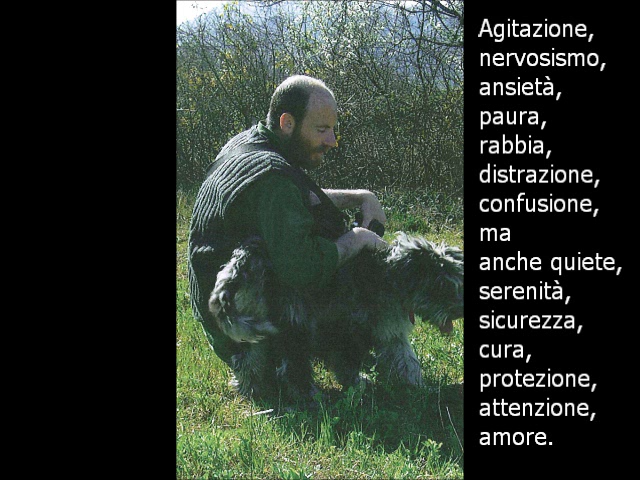 Agitazione,
nervosismo,
ansietà,
paura,
rabbia,
distrazione,
confusione,
ma
anche quiete,
serenità,
sicurezza,
cura,
protezione,
attenzione,
amore.